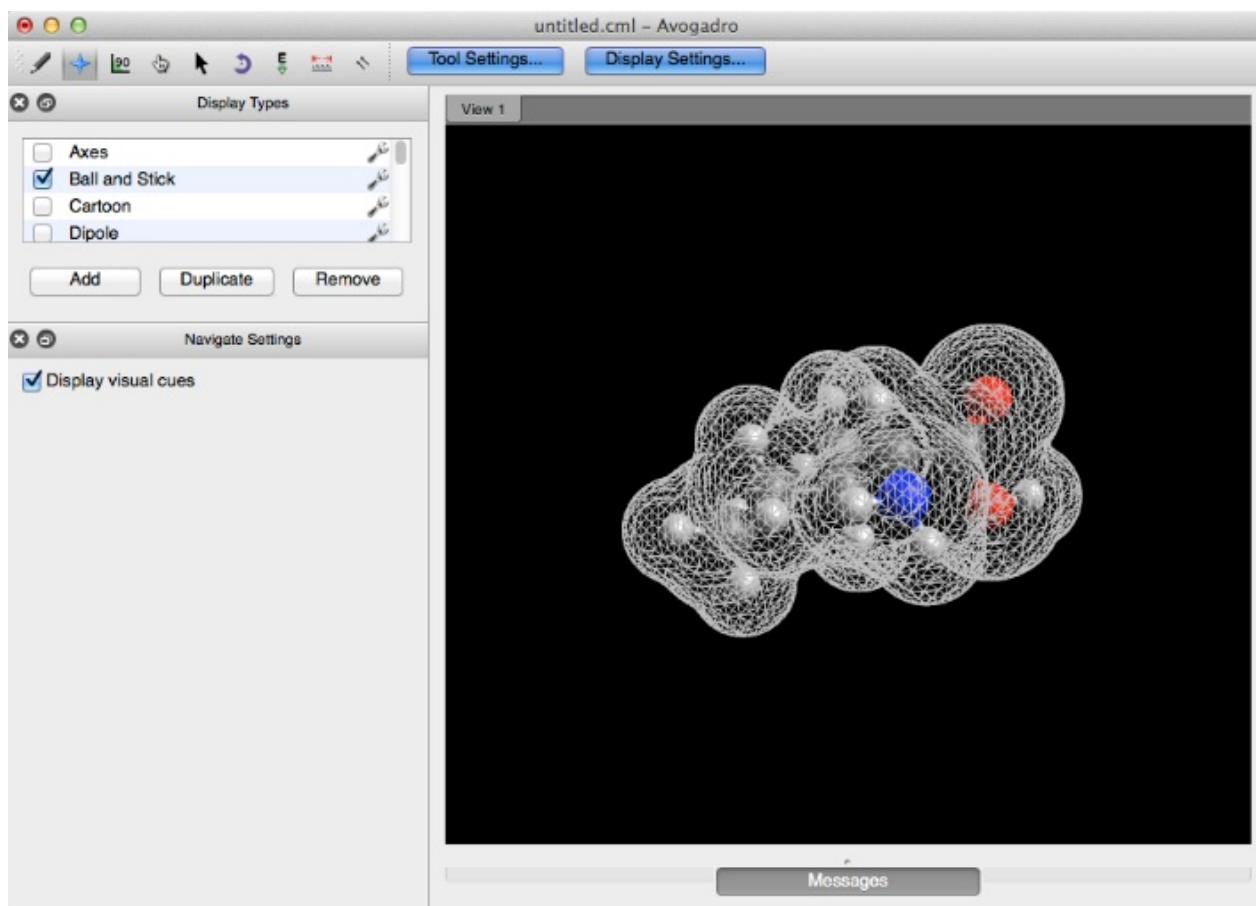 untitled.cml – Avogadro
90
E
Tool Settings...
Display Settings...
Display Types
View 1
Axes
Ball and Stick
Cartoon
Dipole
Add
Duplicate
Remove
Navigate Settings
Display visual cues
Messages